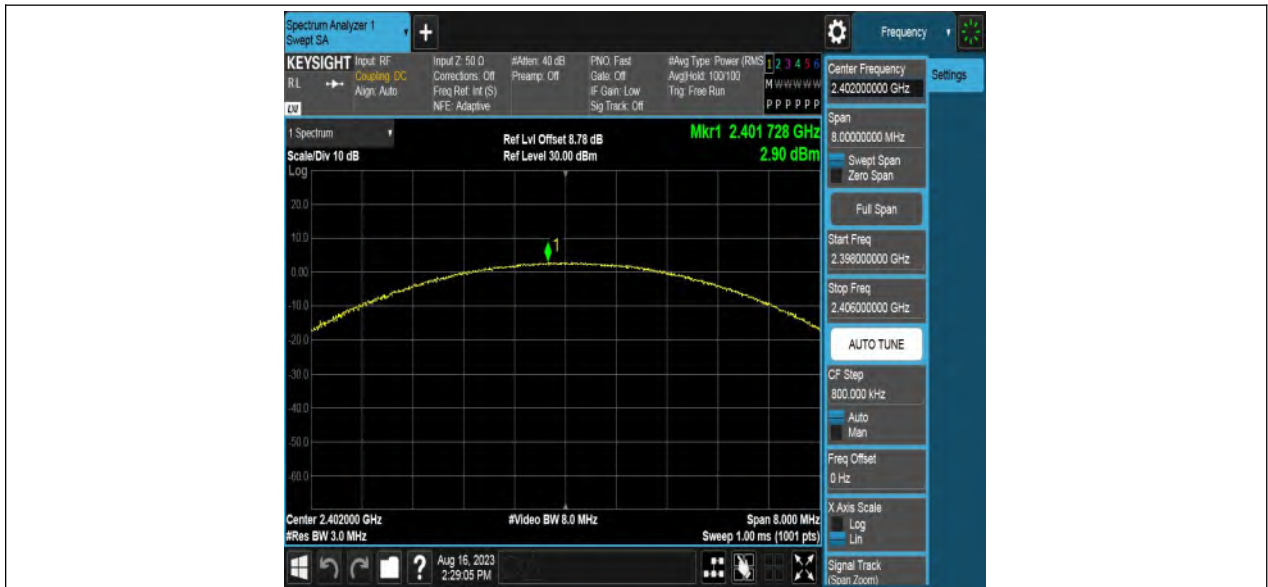 Spectrum Analyzer 1
Swept SA
+
Frequency
KEYSIGHT
RL
Input: RF
Coupling: DC
Align: Auto
Input Z: 50 Ω
Corrections: Off
Freq Ref: Int (S)
NFE: Adaptive
#Atten: 40 dB
Preamp: Off
PNO: Fast
Gate: Off
IF Gain: Low
Sig Track: Off
#Avg Type: Power (RMS
Avg|Hold: 100/100
Trig: Free Run
1 2 3 4 5 6
M W W W W W
P P P P P P
1 Spectrum
Scale/Div 10 dB
Log
Ref Lvl Offset 8.78 dB
Ref Level 30.00 dBm
Mkr1 2.401 728 GHz
2.90 dBm
20.0
10.0
0.00
-10.0
-20.0
-30.0
-40.0
-50.0
-60.0
1
Center 2.402000 GHz
#Res BW 3.0 MHz
#Video BW 8.0 MHz
Span 8.000 MHz
Sweep 1.00 ms (1001 pts)
Center Frequency
2.402000000 GHz
Settings
Span
8.00000000 MHz
Swept Span
Zero Span
Full Span
Start Freq
2.398000000 GHz
Stop Freq
2.406000000 GHz
AUTO TUNE
CF Step
800.000 kHz
Auto
Man
Freq Offset
0 Hz
X Axis Scale
Log
Lin
Signal Track
(Span Zoom)
?
Aug 16, 2023
2:29:05 PM